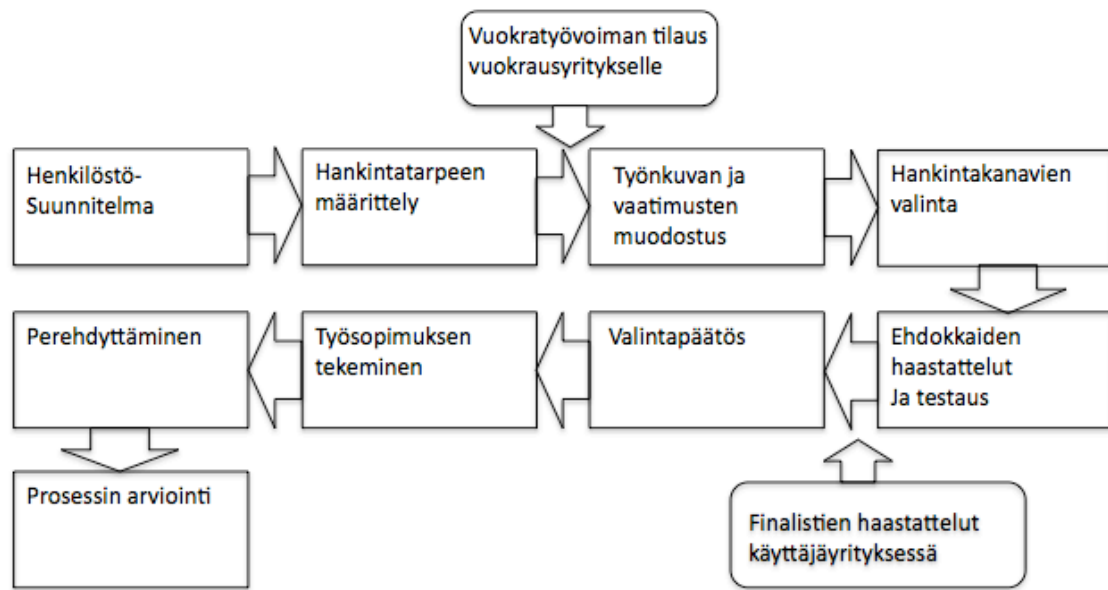 Vuokratyövoiman tilaus
vuokrausyritykselle
Henkilöstö-
Suunnitelma
Hankintatarpeen
määrittely
Työnkuvan ja
vaatimusten
muodostus
Hankintakanavien
valinta
Ehdokkaiden
haastattelut
Ja testaus
Valintapäätös
Työsopimuksen
tekeminen
Perehdyttäminen
Prosessin arviointi
Finalistien haastattelut
käyttäjäyrityksessä